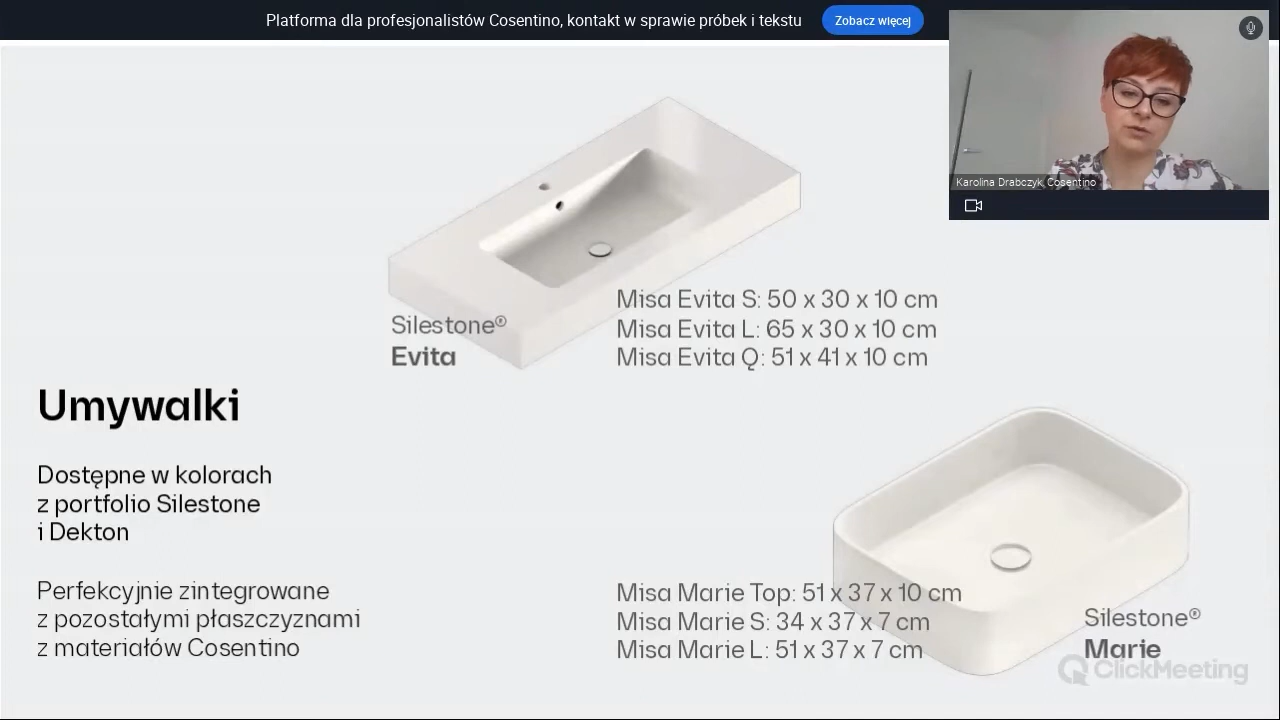 Platforma dla profesjonalistów Cosentino, kontakt w sprawie próbek i tekstu
Zobacz więcej
Karolina Drabczyk, Cosentino
Misa Evita S: 50 x 30 x 10 cm
Misa Evita L: 65 x 30 x 10 cm
Misa Evita Q: 51 x 41 x 10 cm
Silestone®
Evita
Umywalki
Dostępne w kolorach
z portfolio Silestone
i Dekton
Perfekcyjnie zintegrowane
z pozostałymi płaszczyznami
z materiałów Cosentino
Misa Marie Top: 51 x 37 x 10 cm
Misa Marie S: 34 x 37 x 7 cm
Misa Marie L: 51 x 37 x 7 cm
Silestone®
Marie
ClickMeeting